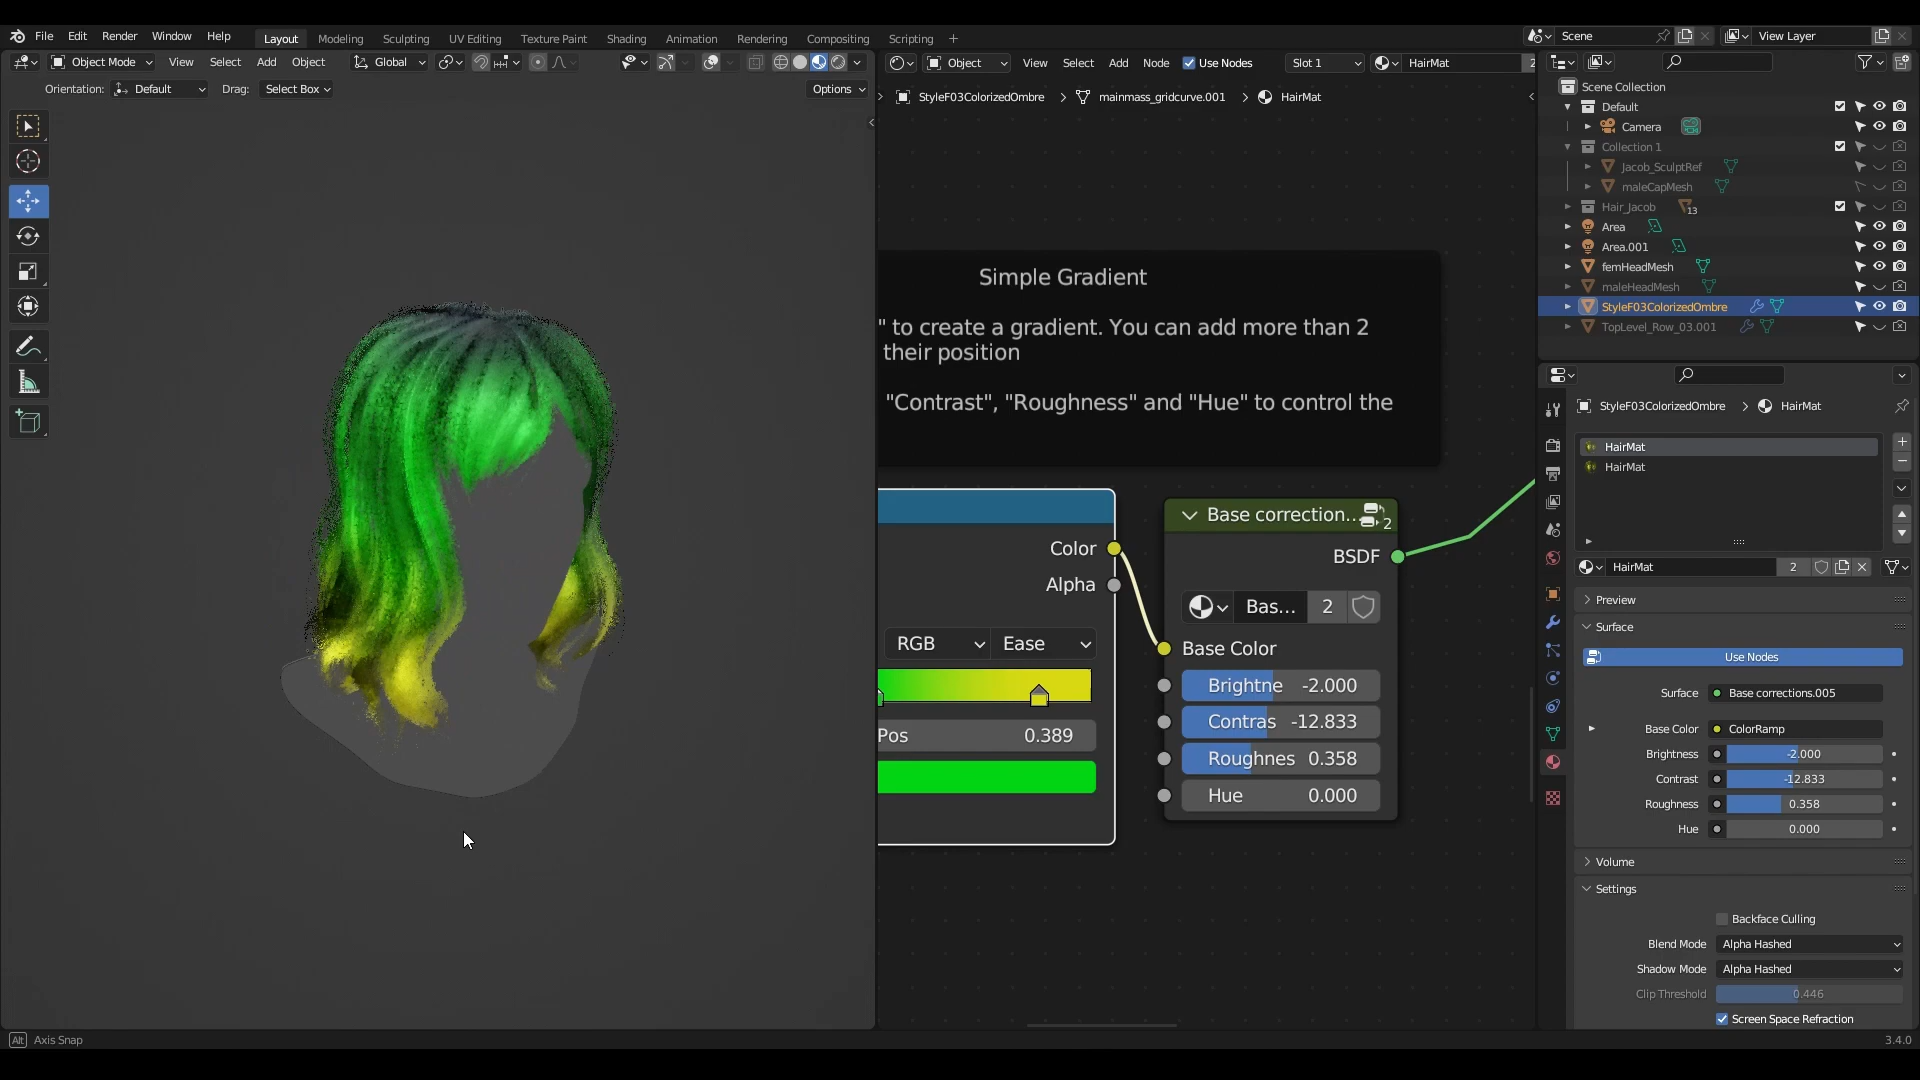 File Edit Render Window Help Layout Modeling Sculpting UV Editing Texture Paint Shading Animation Rendering Compositing Scripting + Scene View Layer
Object Mode View Select Add Object Global
Orientation: Default Drag: Select Box Options
Object View Select Add Node Use Nodes Slot 1 HairMat 2
StyleF03ColorizedOmbre > mainmass_gridcurve.001 > HairMat
Simple Gradient
" to create a gradient. You can add more than 2
their position
"Contrast", "Roughness" and "Hue" to control the
Color
Alpha
RGB Ease
Pos 0.389
Base correction... 2
BSDF
Bas... 2
Base Color
Brightne -2.000
Contras -12.833
Roughnes 0.358
Hue 0.000
Scene Collection
Default
Camera
Collection 1
Jacob_SculptRef
maleCapMesh
Hair_Jacob 13
Area
Area.001
femHeadMesh
maleHeadMesh
StyleF03ColorizedOmbre
TopLevel_Row_03.001
StyleF03ColorizedOmbre > HairMat
HairMat
HairMat
HairMat 2
Preview
Surface
Use Nodes
Surface Base corrections.005
Base Color ColorRamp
Brightness -2.000
Contrast -12.833
Roughness 0.358
Hue 0.000
Volume
Settings
Backface Culling
Blend Mode Alpha Hashed
Shadow Mode Alpha Hashed
Clip Threshold 0.446
Screen Space Refraction
Alt Axis Snap
3.4.0